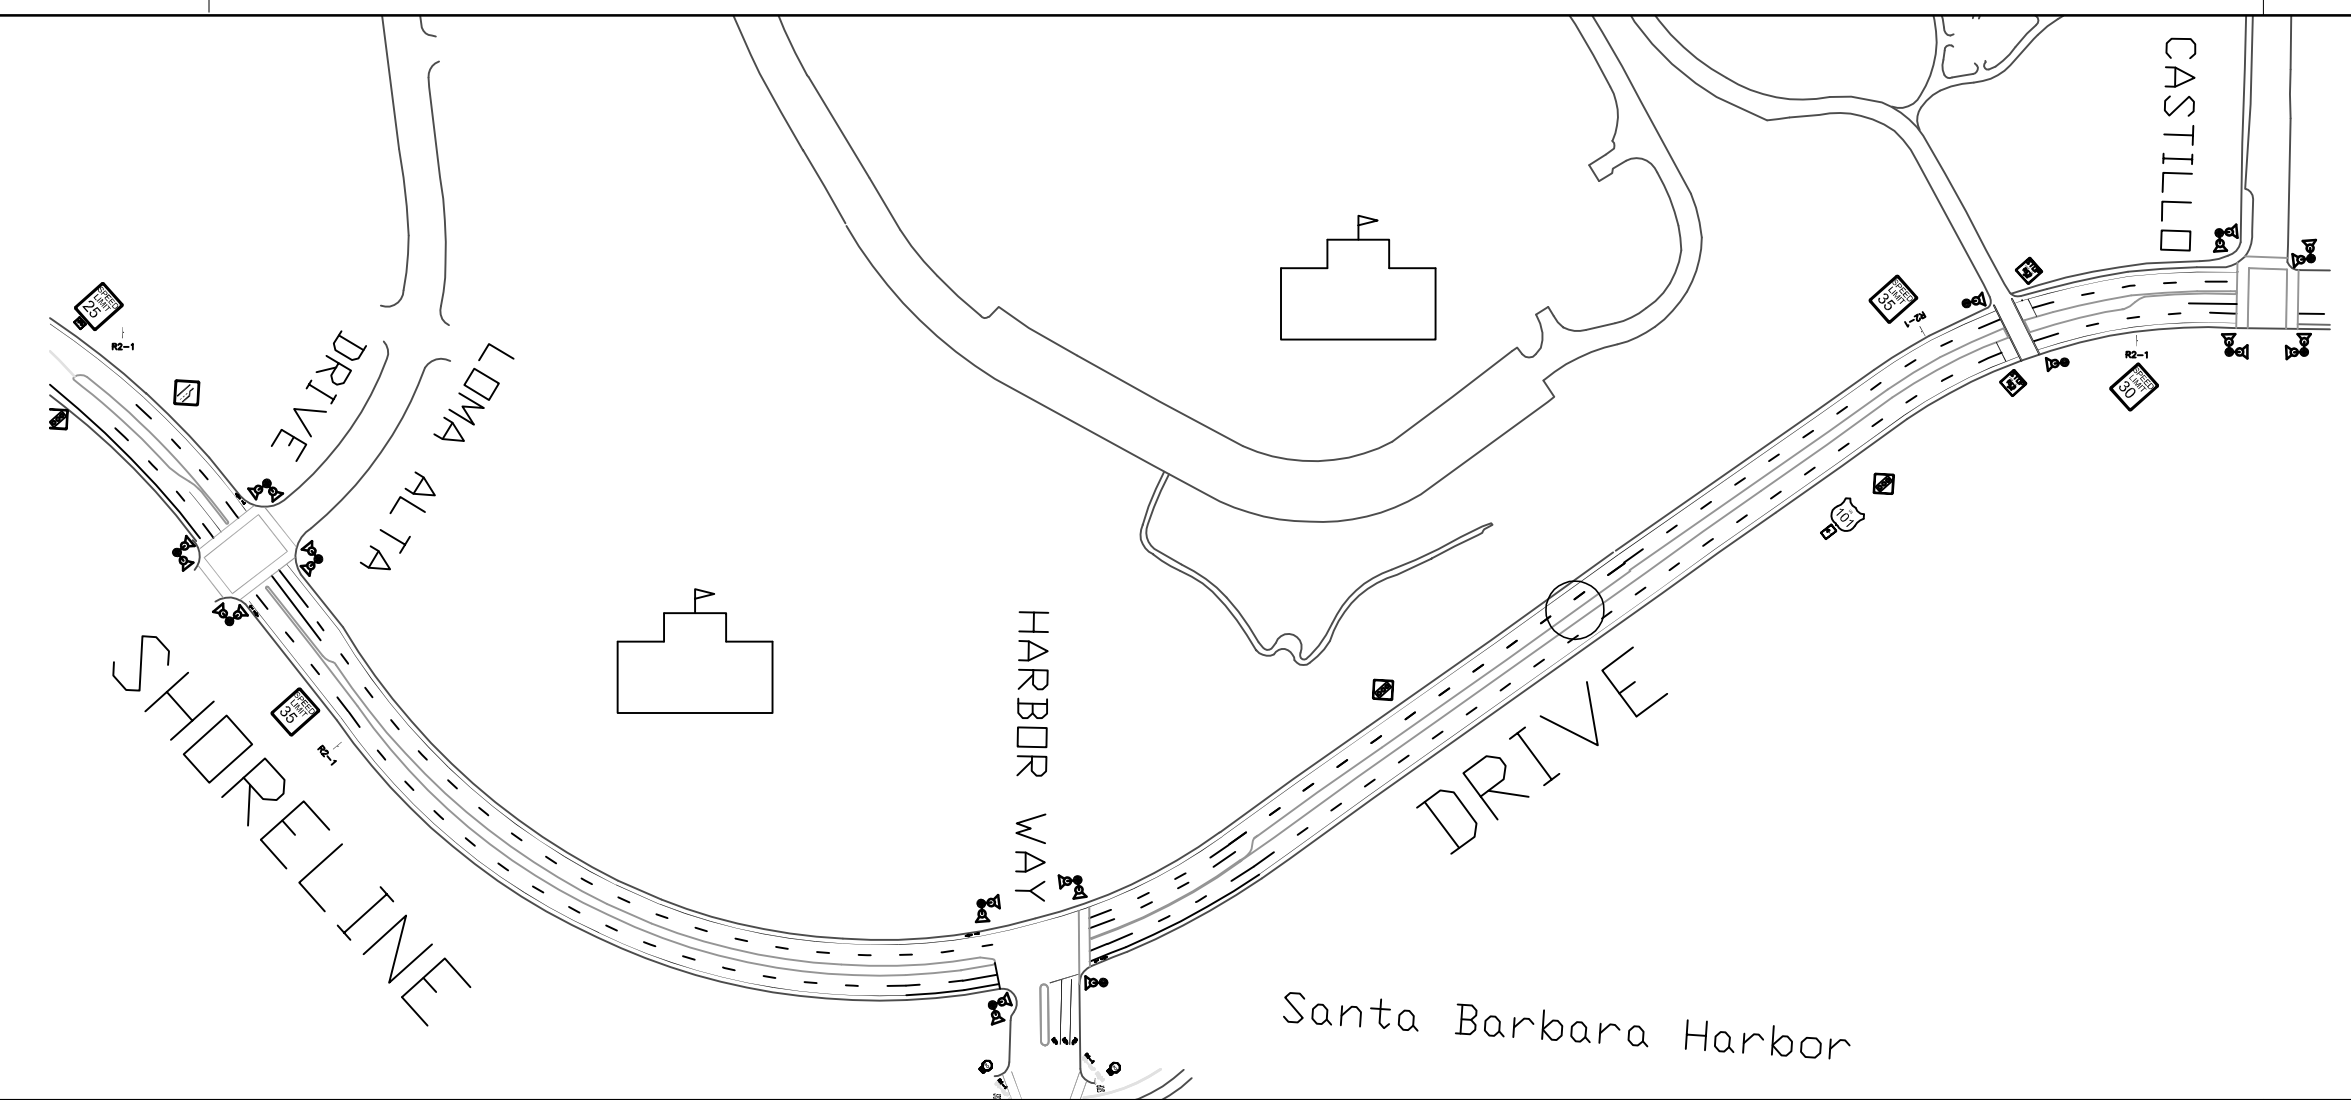 CASTILLO
SPEED
LIMIT
25
R2-1
DRIVE
LOMA ALTA
SPEED
LIMIT
35
R2-1
R2-1
SPEED
LIMIT
30
101
SHORELINE
DRIVE
SPEED
LIMIT
35
R2-1
HARBOR WAY
Santa Barbara Harbor